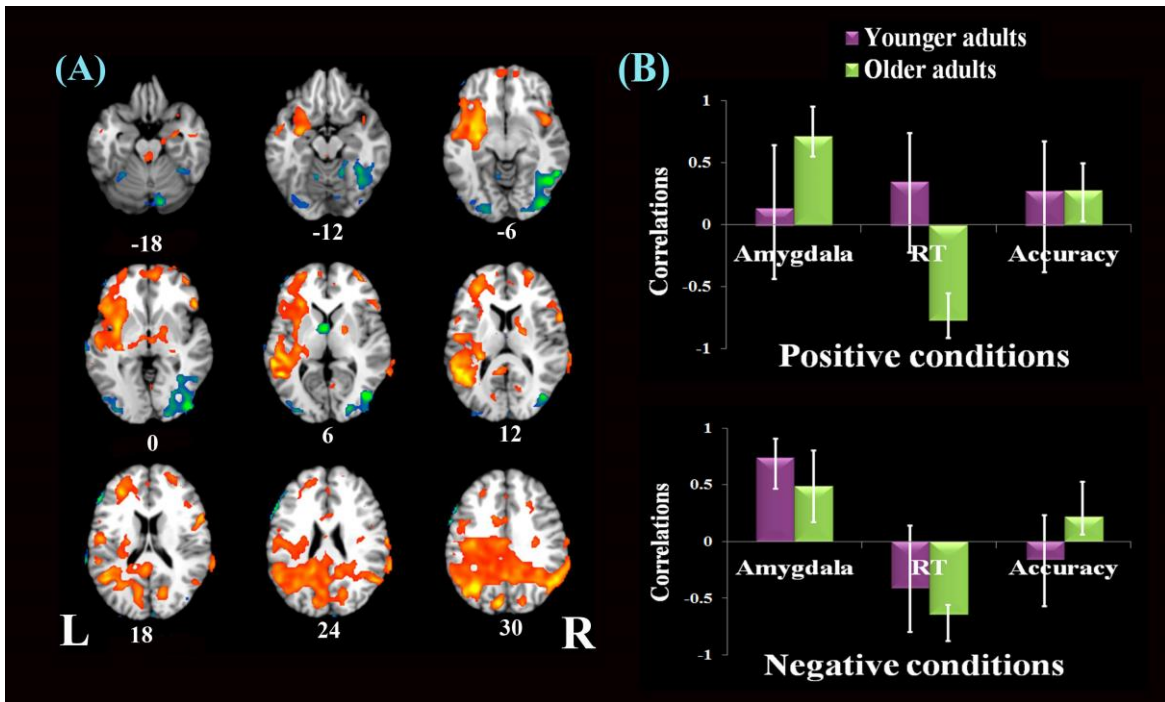 (A)
-18
-12
-6
0
6
12
18
24
30
L
R
(B)
Younger adults
Older adults
Correlations
1
0.5
0
-0.5
-1
Amygdala
RT
Accuracy
Positive conditions
Correlations
1
0.5
0
-0.5
-1
Amygdala
RT
Accuracy
Negative conditions